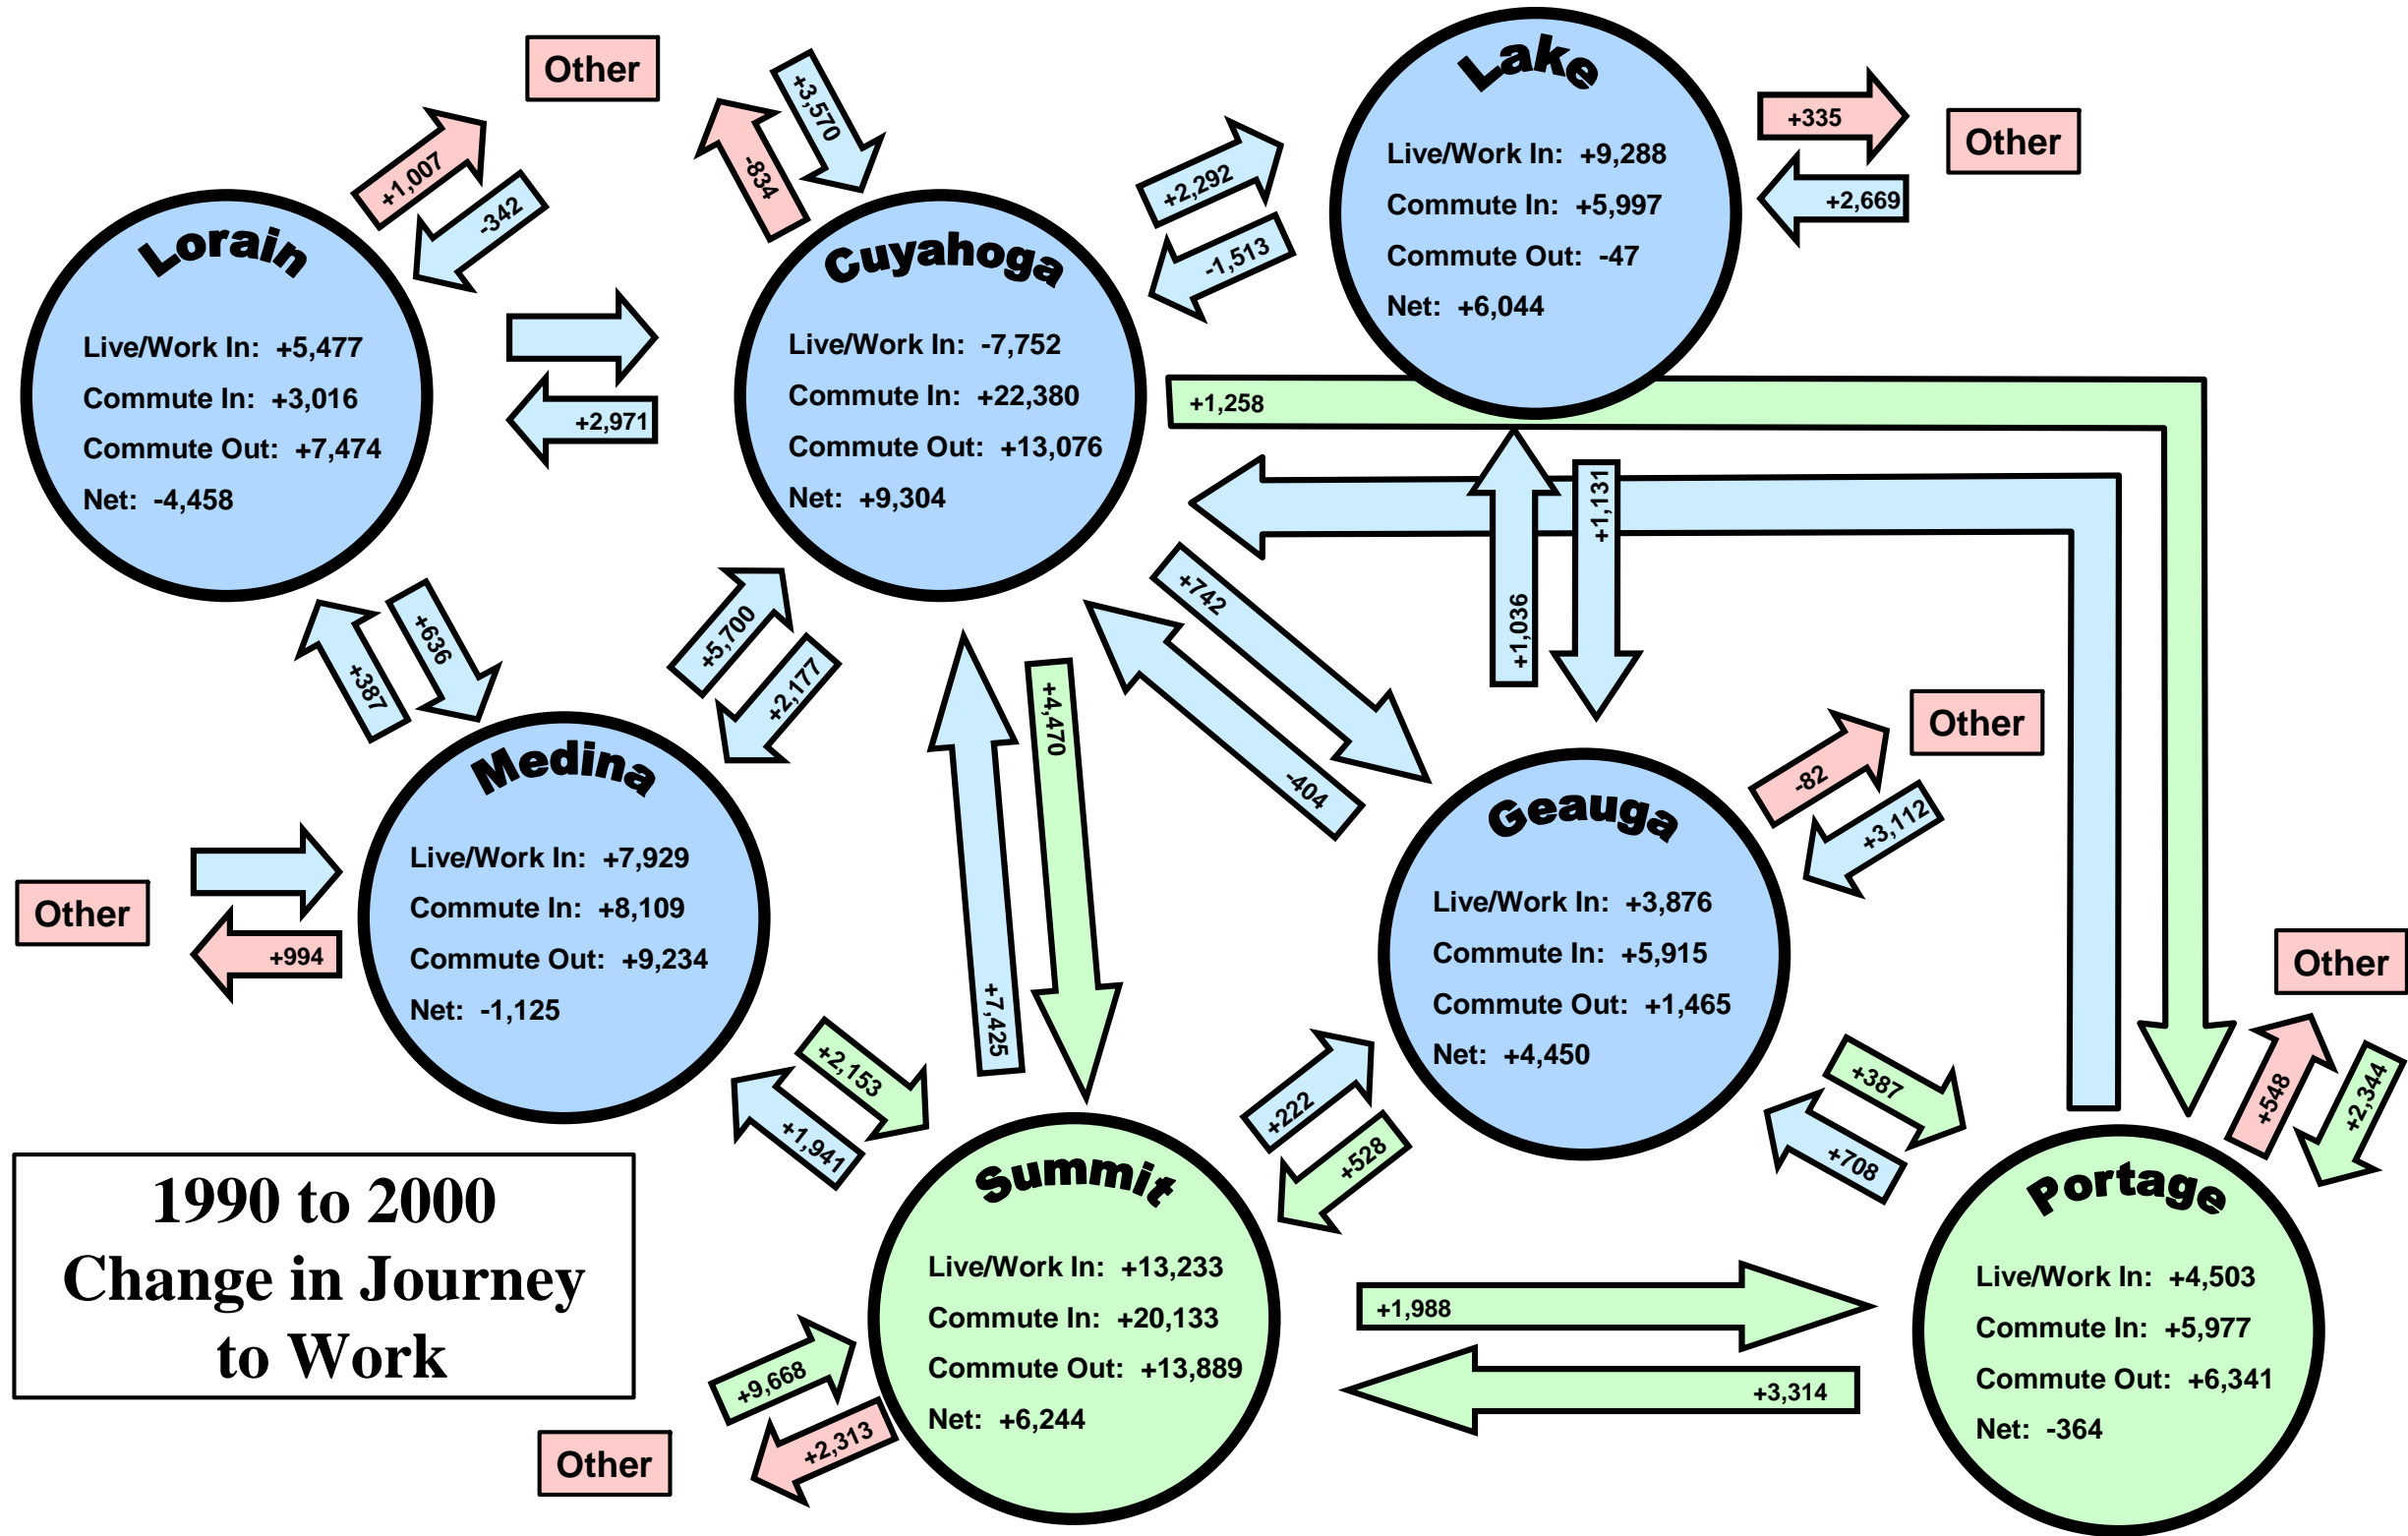 Other
Other
Other
Other
Other
Other
Lorain
Live/Work In: +5,477
Commute In: +3,016
Commute Out: +7,474
Net: -4,458
Cuyahoga
Live/Work In: -7,752
Commute In: +22,380
Commute Out: +13,076
Net: +9,304
Lake
Live/Work In: +9,288
Commute In: +5,997
Commute Out: -47
Net: +6,044
Medina
Live/Work In: +7,929
Commute In: +8,109
Commute Out: +9,234
Net: -1,125
Geauga
Live/Work In: +3,876
Commute In: +5,915
Commute Out: +1,465
Net: +4,450
Summit
Live/Work In: +13,233
Commute In: +20,133
Commute Out: +13,889
Net: +6,244
Portage
Live/Work In: +4,503
Commute In: +5,977
Commute Out: +6,341
Net: -364
+1,007
-342
-834
+3,570
+2,292
-1,513
+335
+2,669
+2,971
+1,258
+1,036
+1,131
+742
-404
+387
+636
+5,700
+2,177
+7,425
+4,470
-82
+3,112
+994
+2,153
+1,941
+222
+528
+387
+708
+548
+2,344
+1,988
+3,314
+9,668
+2,313
1990 to 2000
Change in Journey
to Work